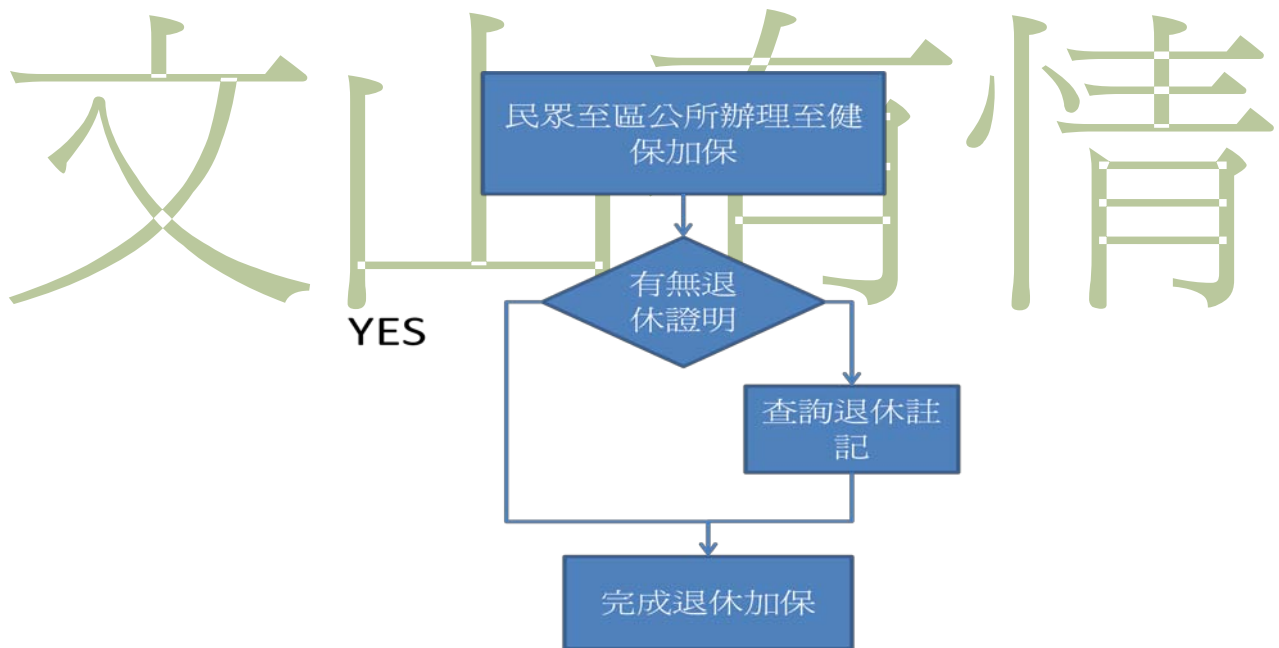 文山有情
民眾至區公所辦理至健
保加保
有無退
休證明
YES
查詢退休註
記
完成退休加保